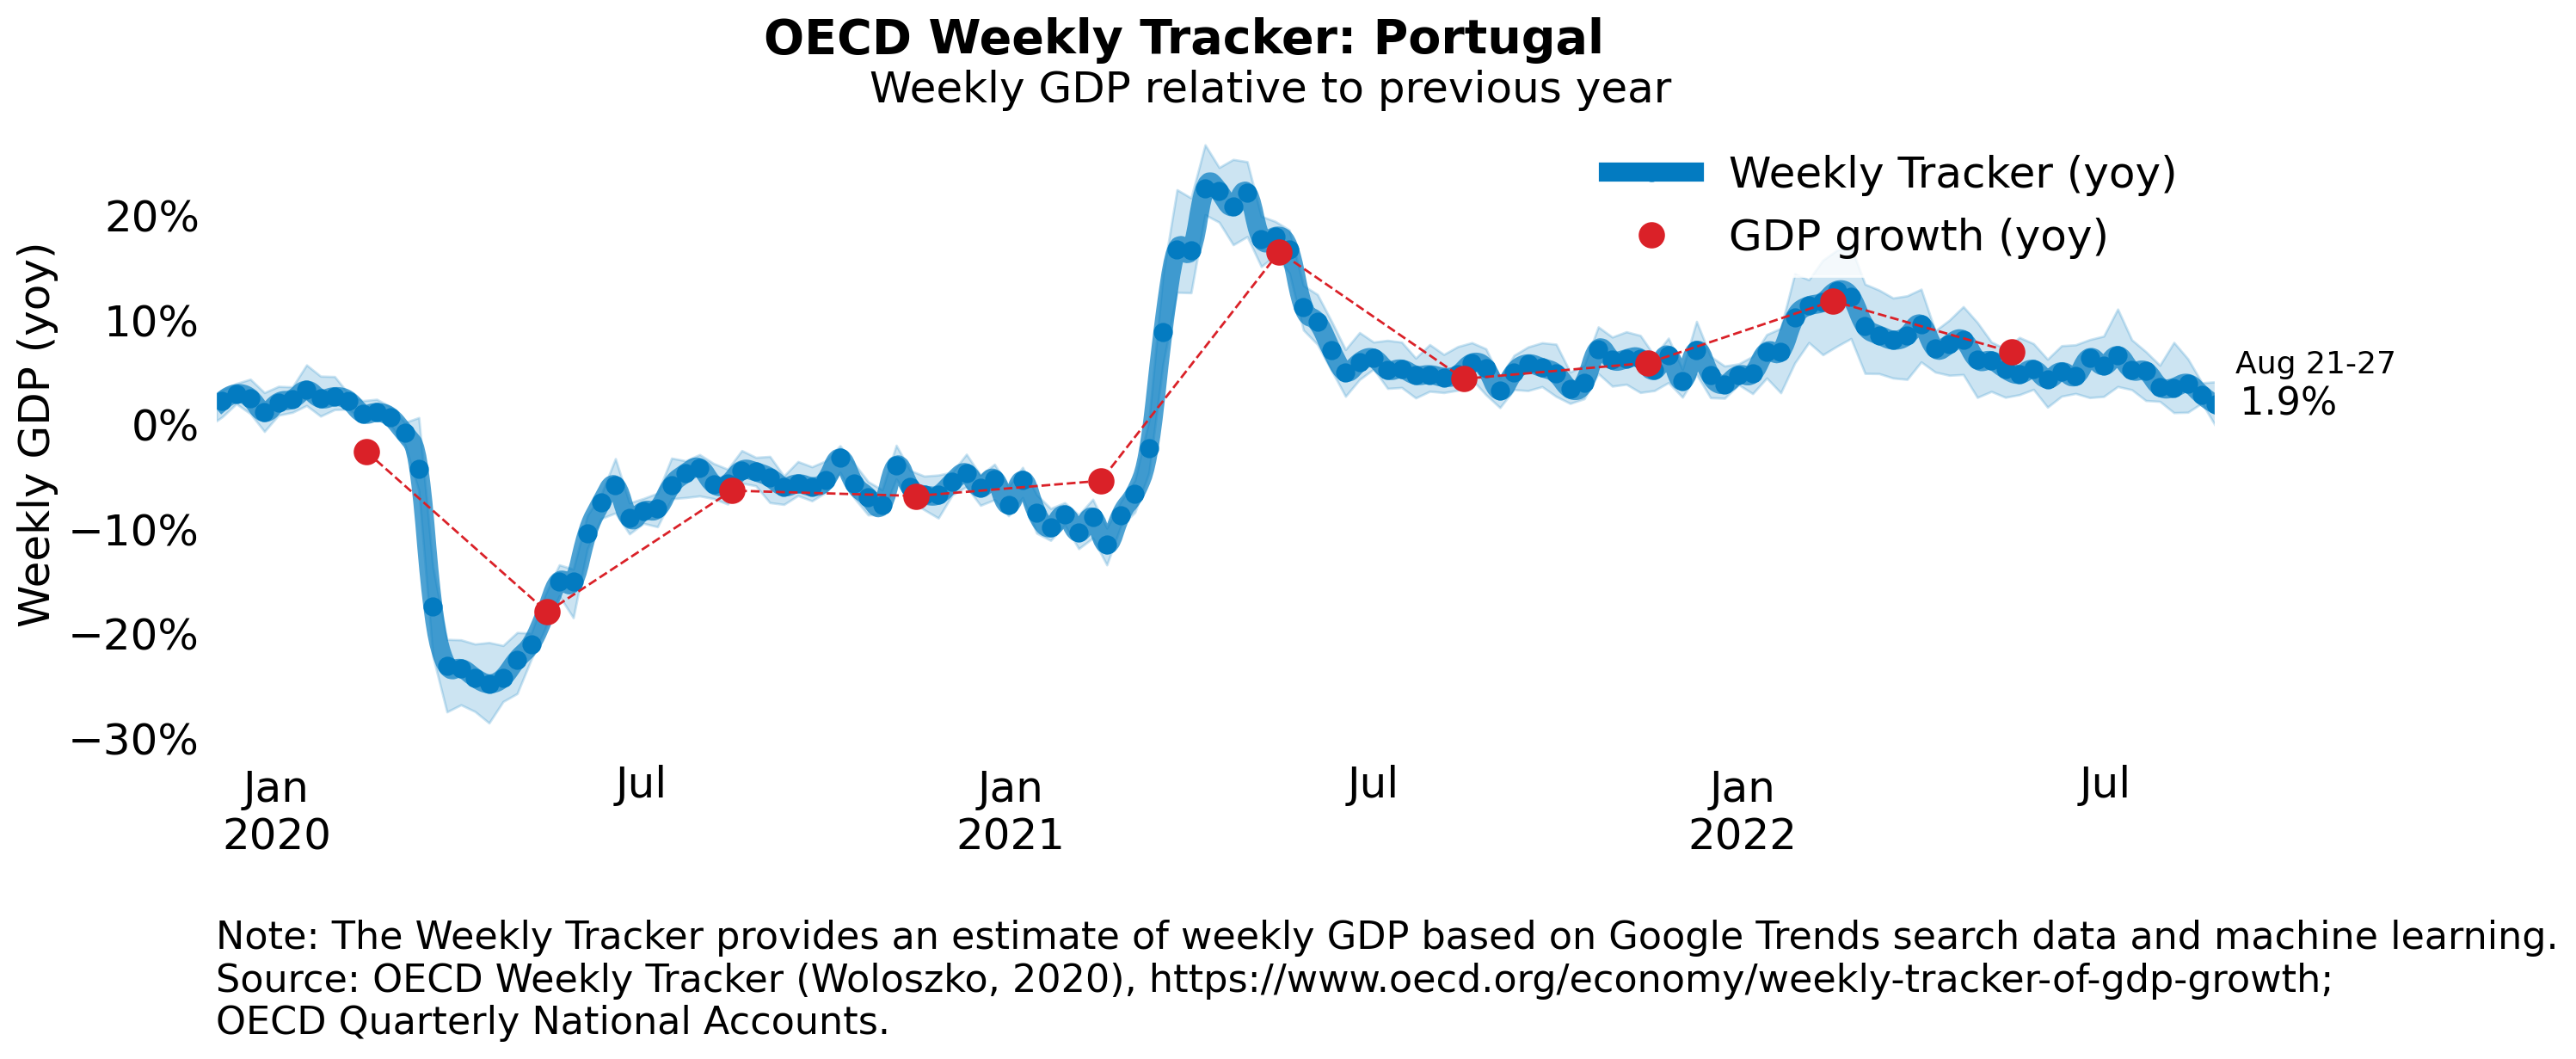 OECD Weekly Tracker: Portugal
Weekly GDP relative to previous year
Weekly Tracker (yoy)
GDP growth (yoy)
Weekly GDP (yoy)
20%
10%
0%
−10%
−20%
−30%
Aug 21-27
1.9%
Jan
2020
Jul
Jan
2021
Jul
Jan
2022
Jul
Note: The Weekly Tracker provides an estimate of weekly GDP based on Google Trends search data and machine learning.
Source: OECD Weekly Tracker (Woloszko, 2020), https://www.oecd.org/economy/weekly-tracker-of-gdp-growth;
OECD Quarterly National Accounts.